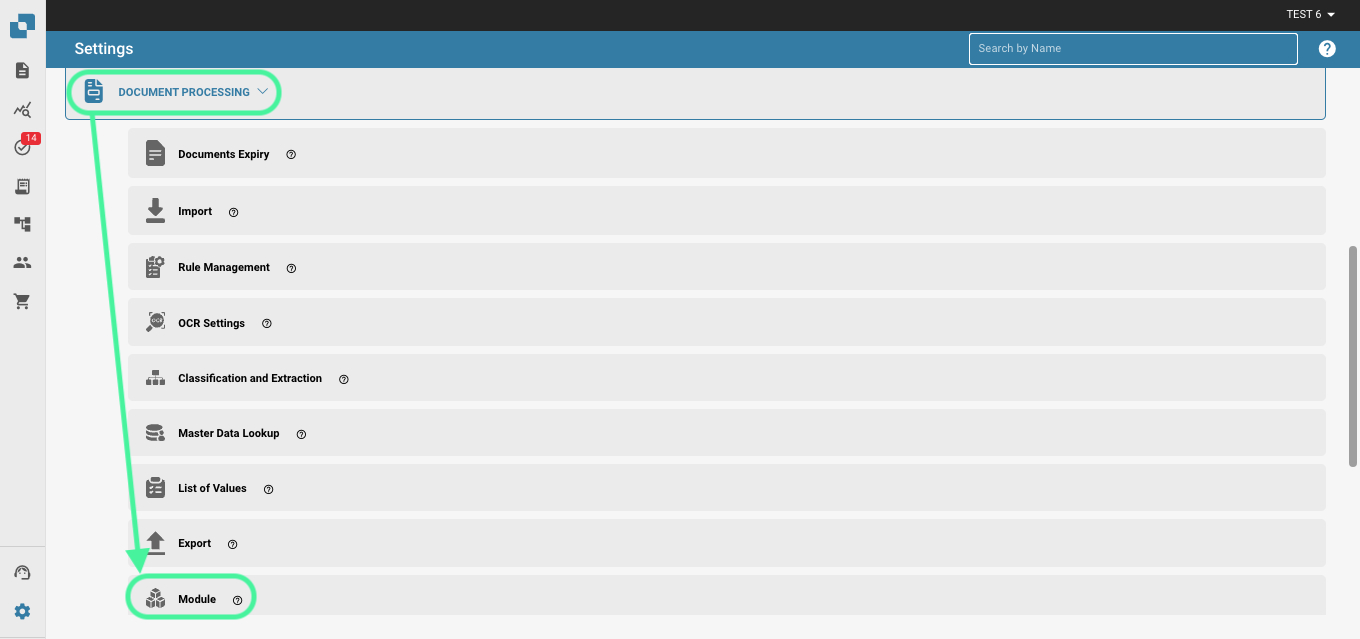 TEST 6
Settings
Search by Name
DOCUMENT PROCESSING
14
Documents Expiry
Import
Rule Management
OCR
OCR Settings
Classification and Extraction
Master Data Lookup
List of Values
Export
Module